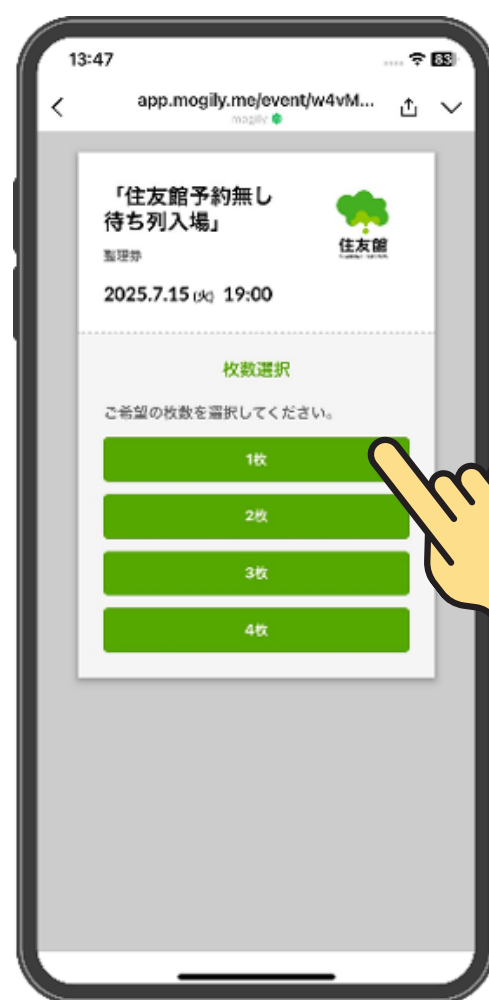 13:47
83
app.mogily.me/event/w4vM...
mogily
「住友館予約無し
待ち列入場」
住友館
整理券
2025.7.15 (火) 19:00
枚数選択
ご希望の枚数を選択してください。
1枚
2枚
3枚
4枚